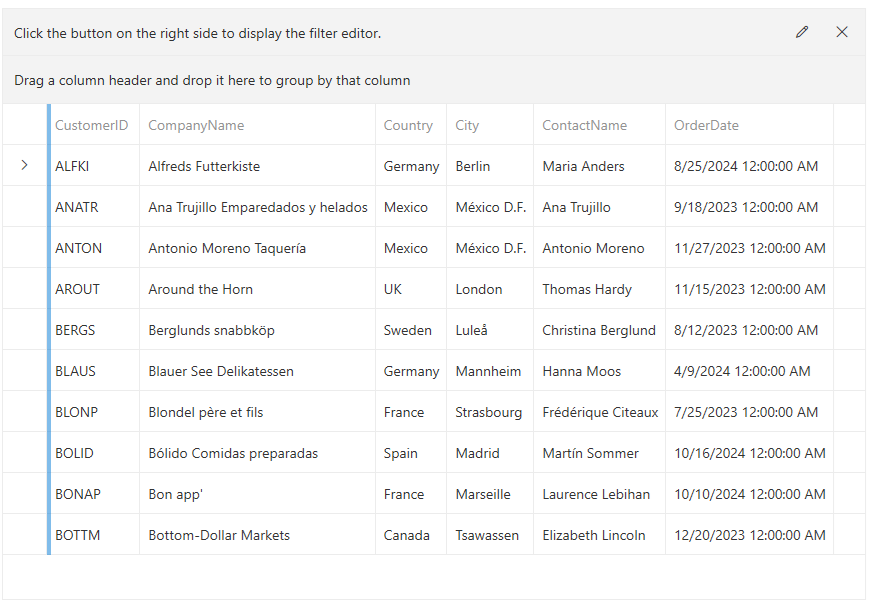 Click the button on the right side to display the filter editor.
Drag a column header and drop it here to group by that column
CustomerID CompanyName Country City ContactName OrderDate
ALFKI Alfreds Futterkiste Germany Berlin Maria Anders 8/25/2024 12:00:00 AM
ANATR Ana Trujillo Emparedados y helados Mexico México D.F. Ana Trujillo 9/18/2023 12:00:00 AM
ANTON Antonio Moreno Taquería Mexico México D.F. Antonio Moreno 11/27/2023 12:00:00 AM
AROUT Around the Horn UK London Thomas Hardy 11/15/2023 12:00:00 AM
BERGS Berglunds snabbköp Sweden Luleå Christina Berglund 8/12/2023 12:00:00 AM
BLAUS Blauer See Delikatessen Germany Mannheim Hanna Moos 4/9/2024 12:00:00 AM
BLONP Blondel père et fils France Strasbourg Frédérique Citeaux 7/25/2023 12:00:00 AM
BOLID Bólido Comidas preparadas Spain Madrid Martín Sommer 10/16/2024 12:00:00 AM
BONAP Bon app' France Marseille Laurence Lebihan 10/10/2024 12:00:00 AM
BOTTM Bottom-Dollar Markets Canada Tsawassen Elizabeth Lincoln 12/20/2023 12:00:00 AM